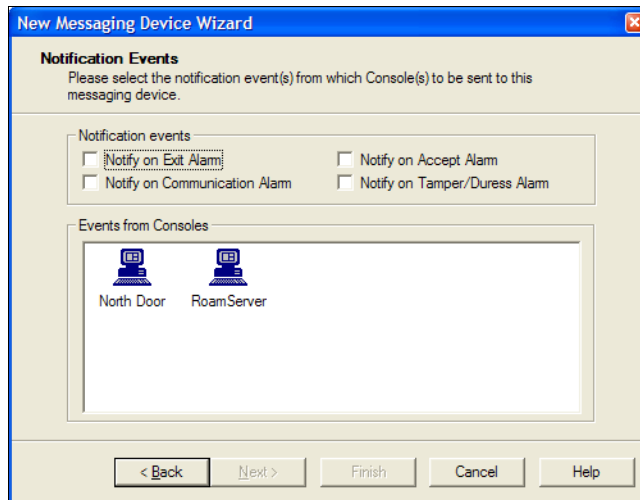 New Messaging Device Wizard
Notification Events
Please select the notification event(s) from which Console(s) to be sent to this
messaging device.
Notification events
Notify on Exit Alarm
Notify on Accept Alarm
Notify on Communication Alarm
Notify on Tamper/Duress Alarm
Events from Consoles
North Door
RoamServer
< Back
Next >
Finish
Cancel
Help